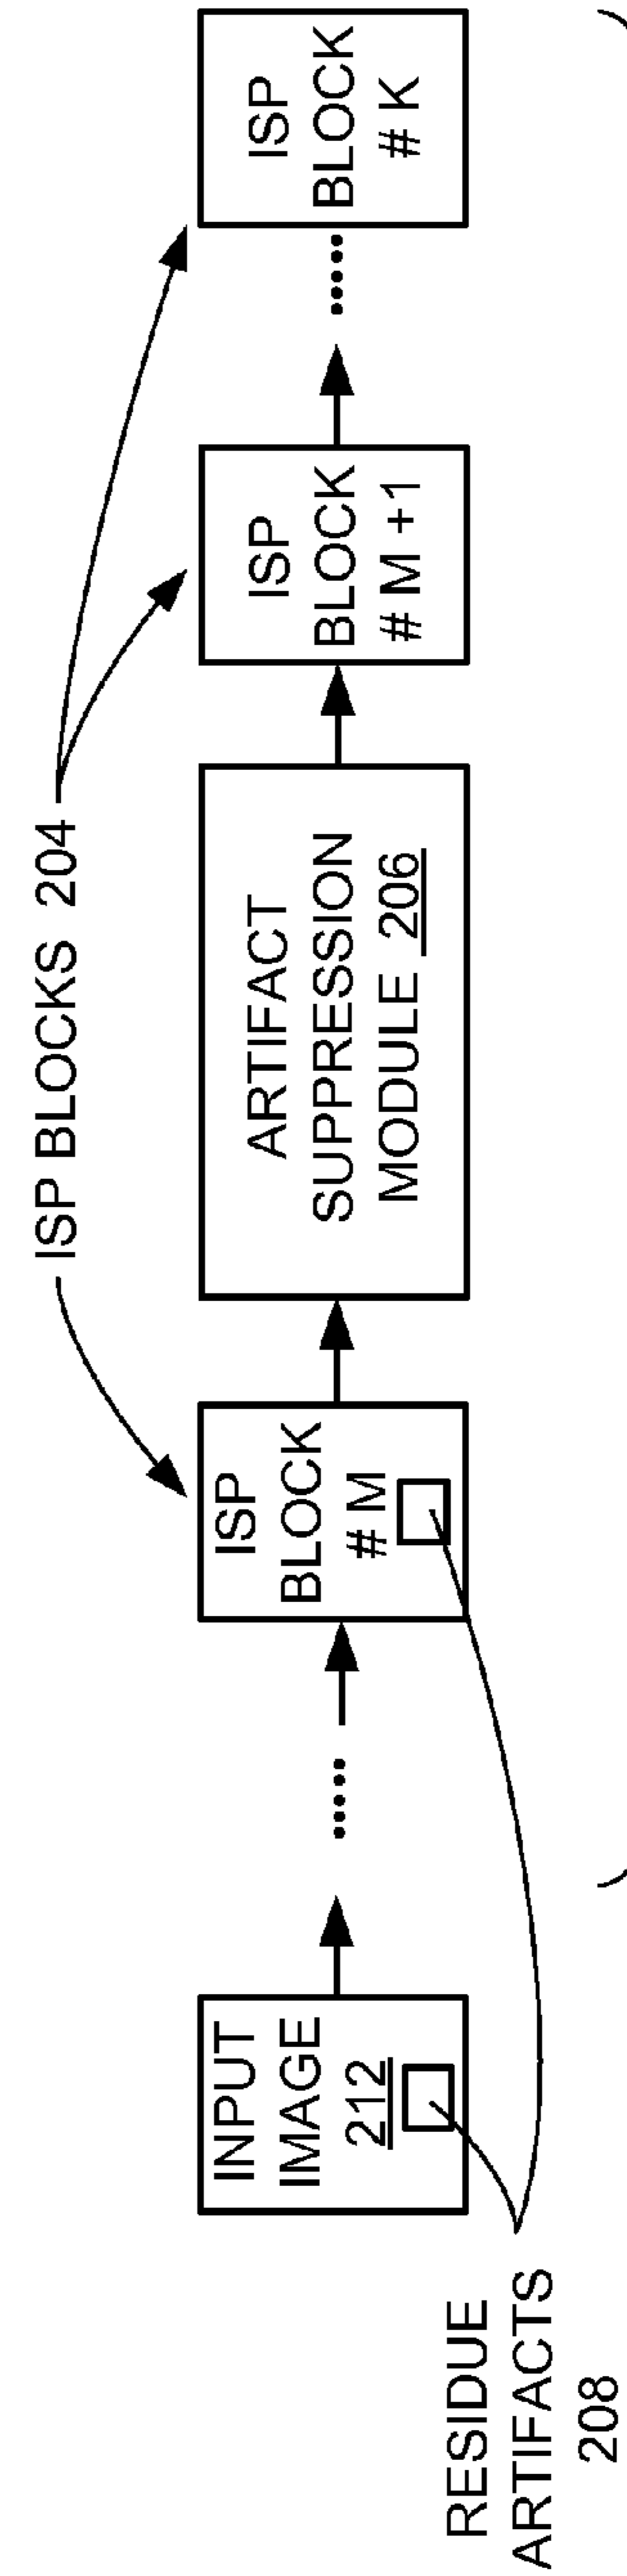 ISP BLOCKS 204
INPUT
IMAGE
212
.....
ISP
BLOCK
# M
ARTIFACT
SUPPRESSION
MODULE 206
ISP
BLOCK
# M +1
.....
ISP
BLOCK
# K
RESIDUE
ARTIFACTS
208